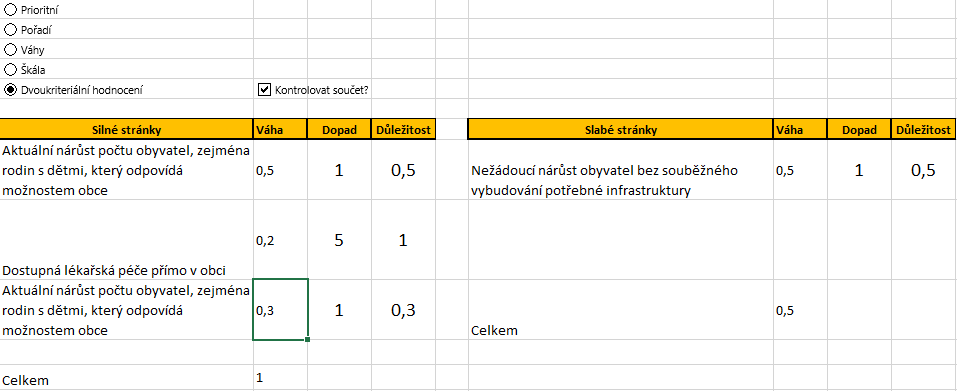 Prioritní
Pořadí
Váhy
Škála
Dvoukriteriální hodnocení Kontrolovat součet?
Silné stránky Váha Dopad Důležitost Slabé stránky Váha Dopad Důležitost
Aktuální nárůst počtu obyvatel, zejména
rodin s dětmi, který odpovídá 0,5 1 0,5 Nežádoucí nárůst obyvatel bez souběžného 0,5 1 0,5
možnostem obce vybudování potřebné infrastruktury
0,2 5 1
Dostupná lékařská péče přímo v obci
Aktuální nárůst počtu obyvatel, zejména
rodin s dětmi, který odpovídá 0,3 1 0,3 0,5
možnostem obce Celkem
Celkem 1